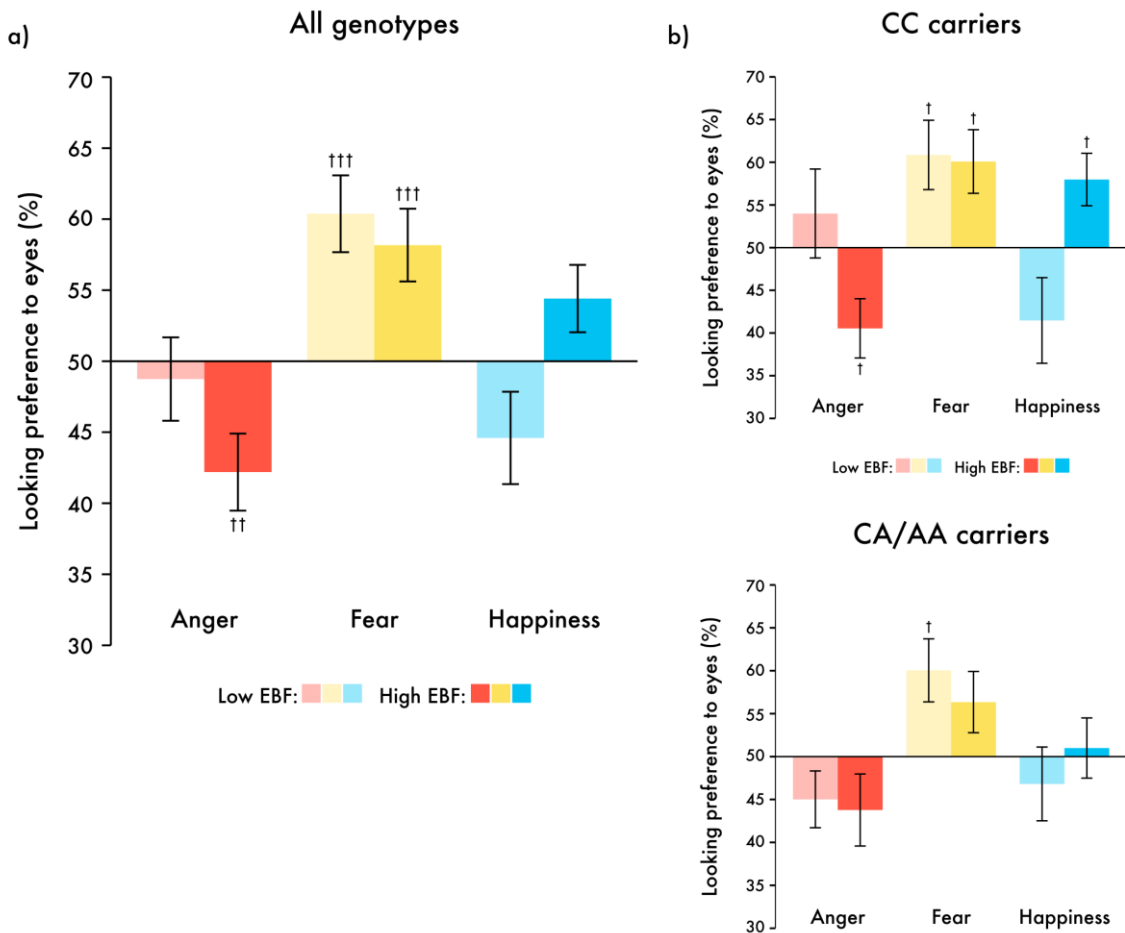 a)
All genotypes
Looking preference to eyes (%)
70
65
60
55
50
45
40
35
30
†††
†††
††
Anger Fear Happiness
Low EBF: High EBF:
b)
CC carriers
Looking preference to eyes (%)
70
65
60
55
50
45
40
35
30
† † †
†
Anger Fear Happiness
Low EBF: High EBF:
CA/AA carriers
Looking preference to eyes (%)
70
65
60
55
50
45
40
35
30
†
Anger Fear Happiness